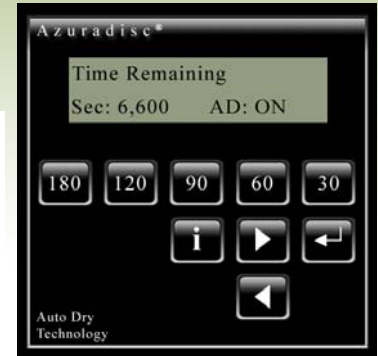 Azuradisc®
Time Remaining
Sec: 6,600 AD: ON
180 120 90 60 30
i
Auto Dry
Technology